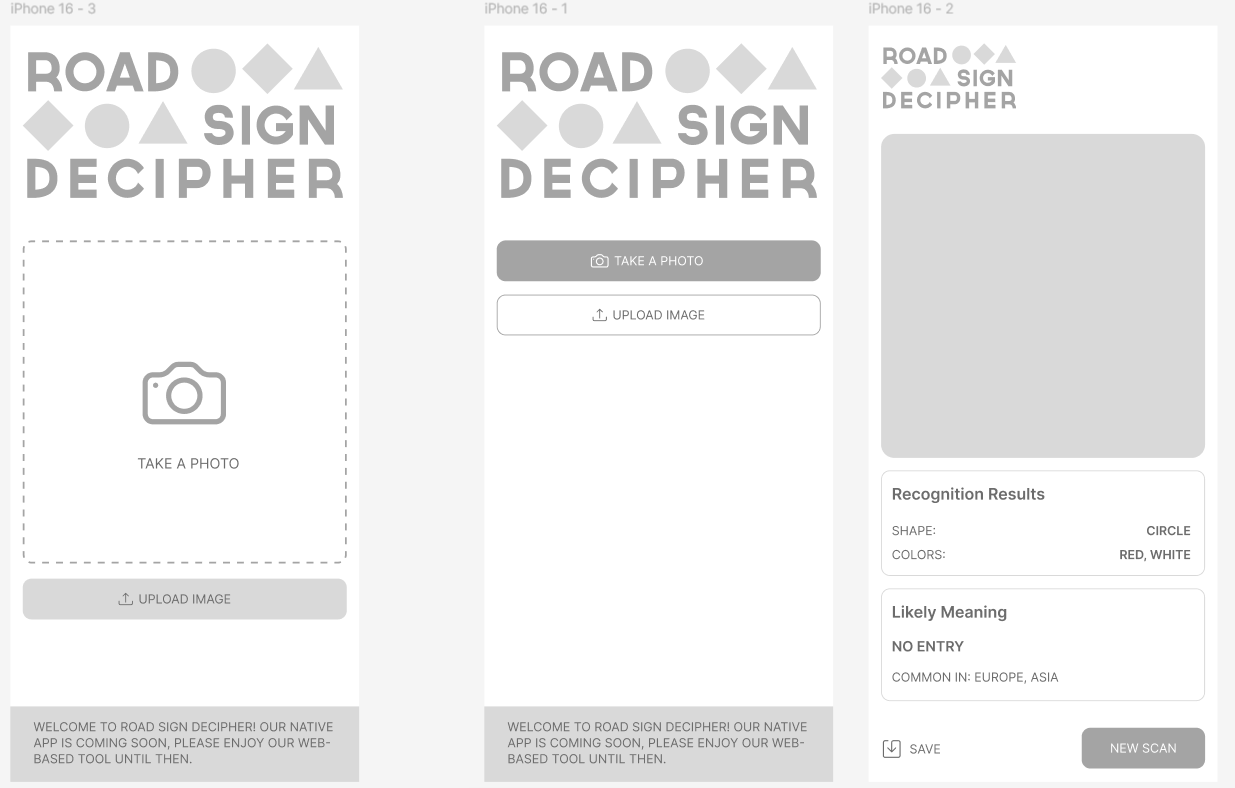 iPhone 16 - 3
ROAD
SIGN
DECIPHER
TAKE A PHOTO
UPLOAD IMAGE
WELCOME TO ROAD SIGN DECIPHER! OUR NATIVE
APP IS COMING SOON, PLEASE ENJOY OUR WEB-
BASED TOOL UNTIL THEN.
iPhone 16 - 1
ROAD
SIGN
DECIPHER
TAKE A PHOTO
UPLOAD IMAGE
WELCOME TO ROAD SIGN DECIPHER! OUR NATIVE
APP IS COMING SOON, PLEASE ENJOY OUR WEB-
BASED TOOL UNTIL THEN.
iPhone 16 - 2
ROAD
SIGN
DECIPHER
Recognition Results
SHAPE: CIRCLE
COLORS: RED, WHITE
Likely Meaning
NO ENTRY
COMMON IN: EUROPE, ASIA
SAVE NEW SCAN